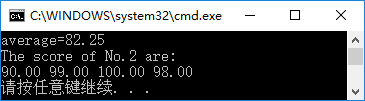 C:\WINDOWS\system32\cmd.exe
average=82.25
The score of No.2 are:
90.00 99.00 100.00 98.00
请按任意键继续. . .